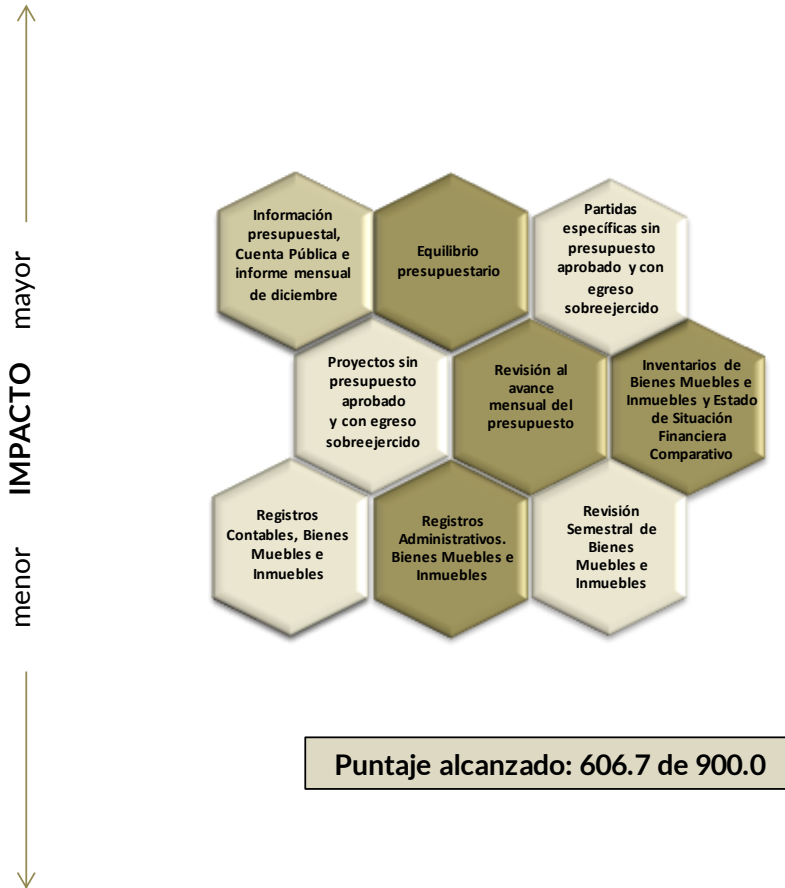 mayor
IMPACTO
menor
Información
presupuestal,
Cuenta Pública e
informe mensual
de diciembre
Equilibrio
presupuestario
Partidas
específicas sin
presupuesto
aprobado y con
egreso
sobreejercido
Proyectos sin
presupuesto
aprobado
y con egreso
sobreejercido
Revisión al
avance
mensual del
presupuesto
Inventarios de
Bienes Muebles e
Inmuebles y Estado
de Situación
Financiera
Comparativo
Registros
Contables, Bienes
Muebles e
Inmuebles
Registros
Administrativos.
Bienes Muebles e
Inmuebles
Revisión
Semestral de
Bienes
Muebles e
Inmuebles
Puntaje alcanzado: 606.7 de 900.0